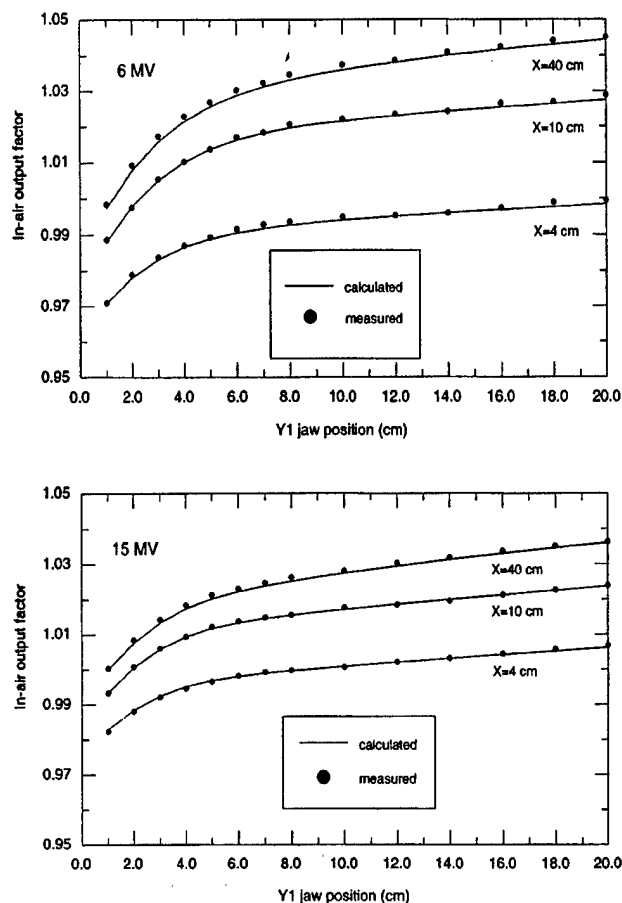 1.05
6 MV
X=40 cm
1.03
X=10 cm
In-air output factor
1.01
0.99
X=4 cm
calculated
0.97
measured
0.95
0.0 2.0 4.0 6.0 8.0 10.0 12.0 14.0 16.0 18.0 20.0
Y1 jaw position (cm)
1.05
15 MV
1.03
X=40 cm
X=10 cm
In-air output factor
1.01
0.99
X=4 cm
calculated
0.97
measured
0.95
0.0 2.0 4.0 6.0 8.0 10.0 12.0 14.0 16.0 18.0 20.0
Y1 jaw position (cm)